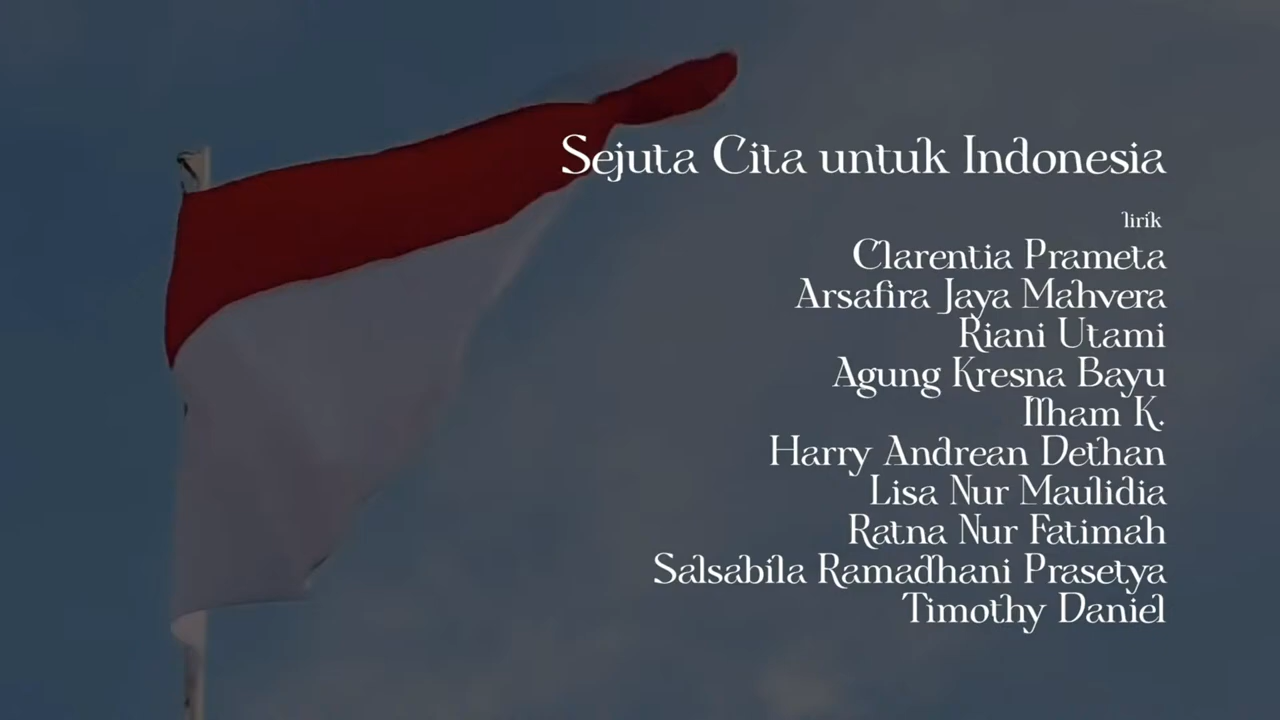 Sejuta Cita untuk Indonesia
lirik
Clarentia Prameta
Arsafira Jaya Mahvera
Riani Utami
Agung Kresna Bayu
Ilham K.
Harry Andrean Dethan
Lisa Nur Maulidia
Ratna Nur Fatimah
Salsabila Ramadhani Prasetya
Timothy Daniel